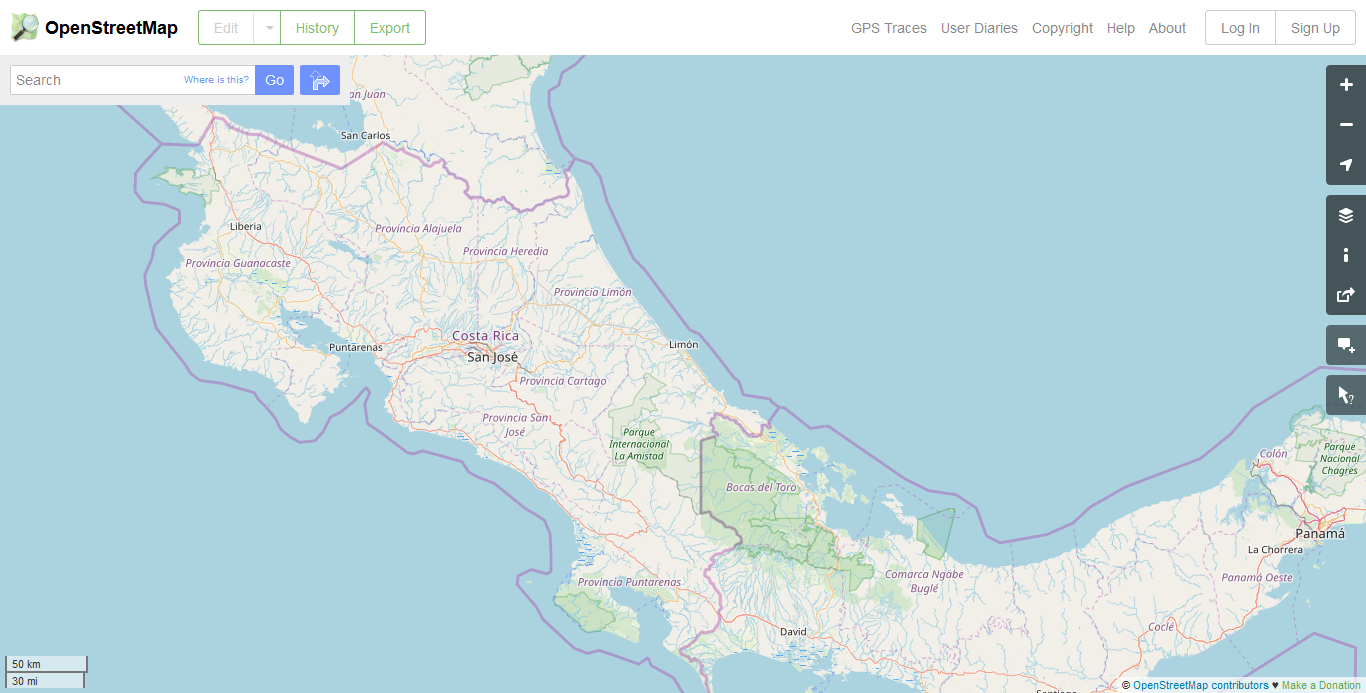 OpenStreetMap
Edit
History
Export
GPS Traces
User Diaries
Copyright
Help
About
Log In
Sign Up
Search
Where is this?
Go
San Carlos
Liberia
Provincia Alajuela
Provincia Heredia
Provincia Guanacaste
Provincia Limón
Costa Rica
Limón
Puntarenas
San José
Provincia Cartago
Provincia San
José
Parque
Internacional
La Amistad
Bocas del Toro
Colón
Parque
Nacional
Chagres
Panamá
La Chorrera
Comarca Ngäbe
Buglé
Panamá Oeste
Provincia Puntarenas
Coclé
David
50 km
30 mi
© OpenStreetMap contributors ♥ Make a Donation